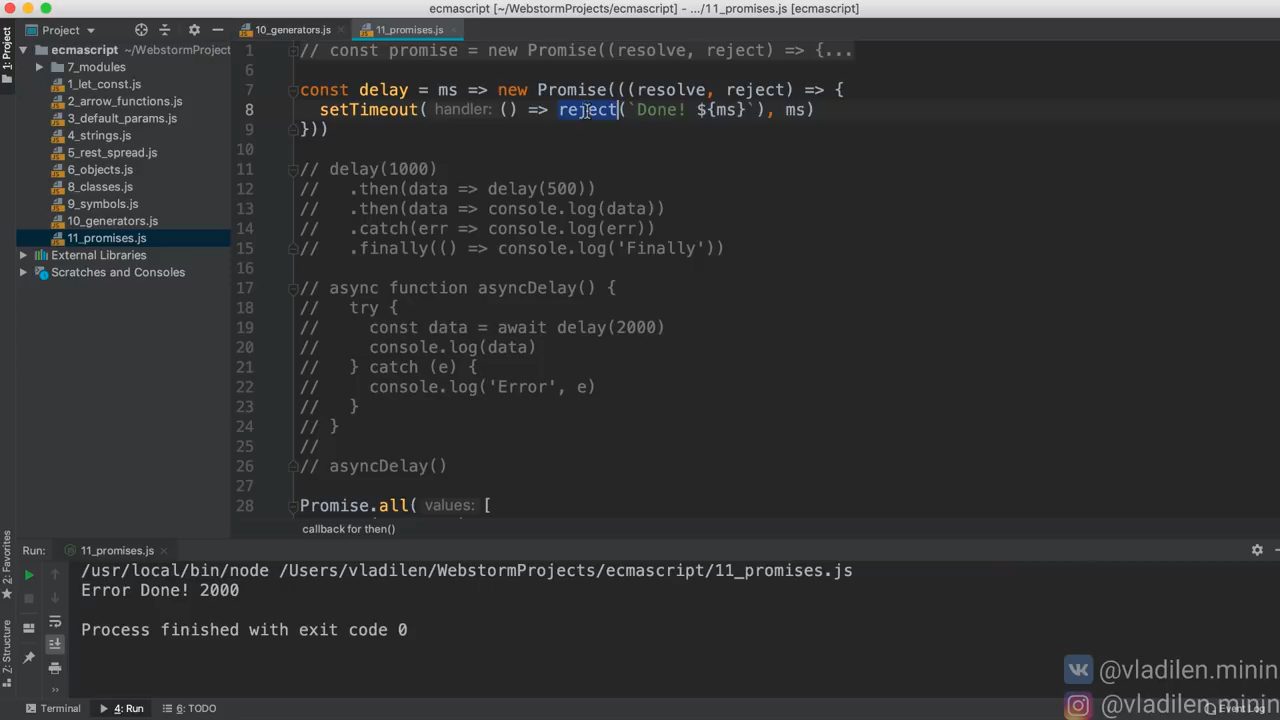 ecmascript [~/WebstormProjects/ecmascript] – .../11_promises.js [ecmascript]
Project
10_generators.js
11_promises.js
1: Project
ecmascript ~/WebstormProject
7_modules
1_let_const.js
2_arrow_functions.js
3_default_params.js
4_strings.js
5_rest_spread.js
6_objects.js
8_classes.js
9_symbols.js
10_generators.js
11_promises.js
External Libraries
Scratches and Consoles
1 // const promise = new Promise((resolve, reject) => {...
6
7 const delay = ms => new Promise(((resolve, reject) => {
8 setTimeout( handler: () => reject(`Done! ${ms}`), ms)
9 }))
10
11 // delay(1000)
12 // .then(data => delay(500))
13 // .then(data => console.log(data))
14 // .catch(err => console.log(err))
15 // .finally(() => console.log('Finally'))
16
17 // async function asyncDelay() {
18 // try {
19 // const data = await delay(2000)
20 // console.log(data)
21 // } catch (e) {
22 // console.log('Error', e)
23 // }
24 // }
25 //
26 // asyncDelay()
27
28 Promise.all( values: [
callback for then()
2: Favorites
Z: Structure
Run: 11_promises.js
/usr/local/bin/node /Users/vladilen/WebstormProjects/ecmascript/11_promises.js
Error Done! 2000
Process finished with exit code 0
@vladilen.minin
@vladilen.minin
Terminal
4: Run
6: TODO
Event Log